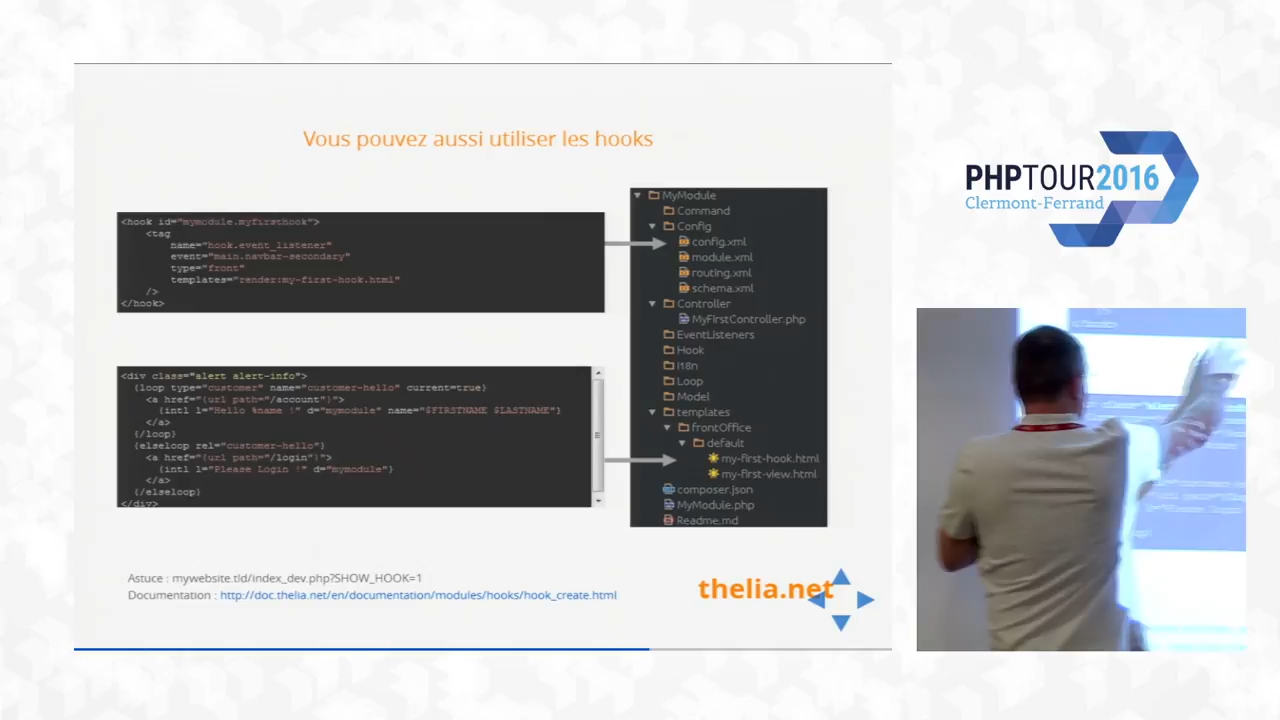 Vous pouvez aussi utiliser les hooks
<hook id="mymodule.myfirsthook">
<tag
name="hook.event_listener"
event="main.navbar-secondary"
type="front"
templates="render:my-first-hook.html"
/>
</hook>
<div class="alert alert-info">
{loop type="customer" name="customer-hello" current=true}
<a href="{url path="/account"}">
{intl l="Hello %name !" d="mymodule" name="$FIRSTNAME $LASTNAME"}
</a>
{/loop}
{elseloop rel="customer-hello"}
<a href="{url path="/login"}">
{intl l="Please Login !" d="mymodule"}
</a>
{/elseloop}
</div>
MyModule
Command
Config
config.xml
module.xml
routing.xml
schema.xml
Controller
MyFirstController.php
EventListeners
Hook
I18n
Loop
Model
templates
frontOffice
default
my-first-hook.html
my-first-view.html
composer.json
MyModule.php
Readme.md
Astuce : mywebsite.tld/index_dev.php?SHOW_HOOK=1
Documentation : http://doc.thelia.net/en/documentation/modules/hooks/hook_create.html
thelia.net
PHPTOUR2016
Clermont-Ferrand